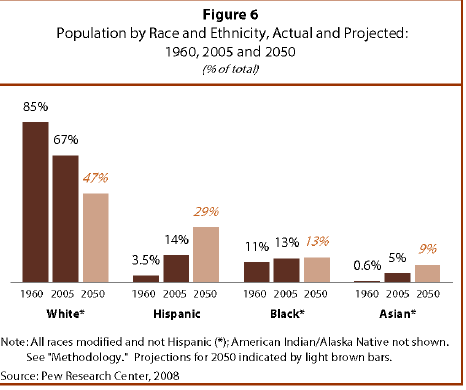 Figure 6
Population by Race and Ethnicity, Actual and Projected:
1960, 2005 and 2050
(% of total)
85%
67%
47%
3.5%
14%
29%
11%
13%
13%
0.6%
5%
9%
1960 2005 2050 1960 2005 2050 1960 2005 2050 1960 2005 2050
White* Hispanic Black* Asian*
Note: All races modified and not Hispanic (*); American Indian/Alaska Native not shown.
See "Methodology." Projections for 2050 indicated by light brown bars.
Source: Pew Research Center, 2008